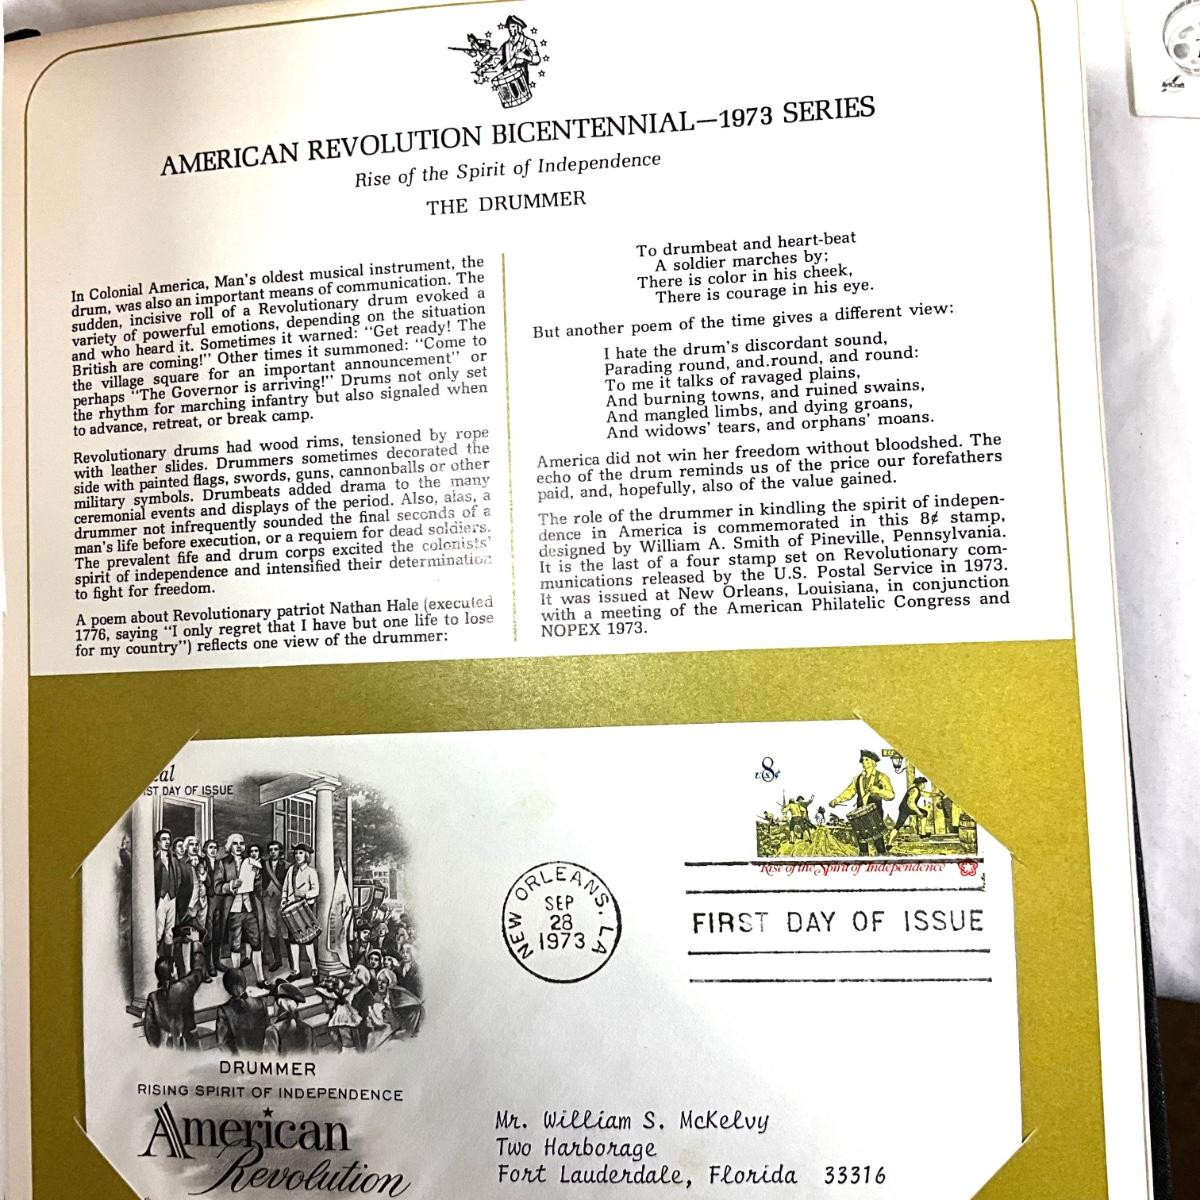 AMERICAN REVOLUTION BICENTENNIAL—1973 SERIES
Rise of the Spirit of Independence
THE DRUMMER
In Colonial America, Man's oldest musical instrument, the
drum, was also an important means of communication. The
sudden, incisive roll of a Revolutionary drum evoked a
variety of powerful emotions, depending on the situation
and who heard it. Sometimes it warned: "Get ready! The
British are coming!" Other times it summoned: "Come to
the village square for an important announcement" or
perhaps "The Governor is arriving!" Drums not only set
the rhythm for marching infantry but also signaled when
to advance, retreat, or break camp.
Revolutionary drums had wood rims, tensioned by rope
with leather slides. Drummers sometimes decorated the
side with painted flags, swords, guns, cannonballs or other
military symbols. Drumbeats added drama to the many
ceremonial events and displays of the period. Also, alas, a
drummer not infrequently sounded the final seconds of a
man's life before execution, or a requiem for dead soldiers.
The prevalent fife and drum corps excited the colonists'
spirit of independence and intensified their determination
to fight for freedom.
A poem about Revolutionary patriot Nathan Hale (executed
1776, saying "I only regret that I have but one life to lose
for my country") reflects one view of the drummer:
To drumbeat and heart-beat
A soldier marches by;
There is color in his cheek,
There is courage in his eye.
But another poem of the time gives a different view:
I hate the drum's discordant sound,
Parading round, and.round, and round:
To me it talks of ravaged plains,
And burning towns, and ruined swains,
And mangled limbs, and dying groans,
And widows' tears, and orphans' moans.
America did not win her freedom without bloodshed. The
echo of the drum reminds us of the price our forefathers
paid, and, hopefully, also of the value gained.
The role of the drummer in kindling the spirit of indepen-
dence in America is commemorated in this 8¢ stamp,
designed by William A. Smith of Pineville, Pennsylvania.
It is the last of a four stamp set on Revolutionary com-
munications released by the U.S. Postal Service in 1973.
It was issued at New Orleans, Louisiana, in conjunction
with a meeting of the American Philatelic Congress and
NOPEX 1973.
ArtCraft
ial
ST DAY OF ISSUE
DRUMMER
RISING SPIRIT OF INDEPENDENCE
American
Revolution
NEW ORLEANS, LA
SEP
28
1973
8
US¢
Rise of the Spirit of Independence
FIRST DAY OF ISSUE
Mr. William S. McKelvy
Two Harborage
Fort Lauderdale, Florida 33316